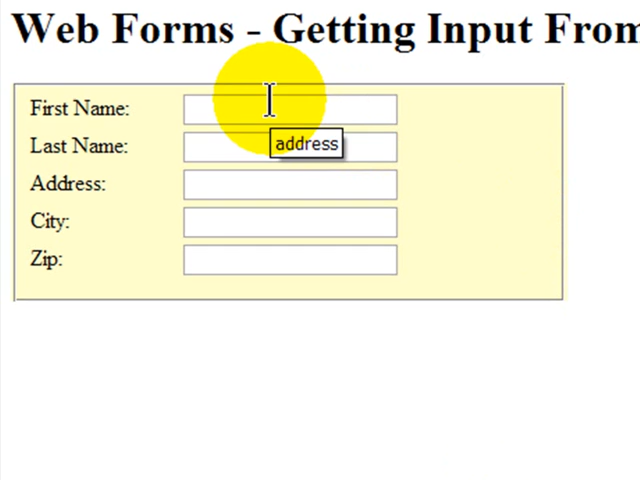 Web Forms - Getting Input From
First Name:
Last Name:
address
Address:
City:
Zip: